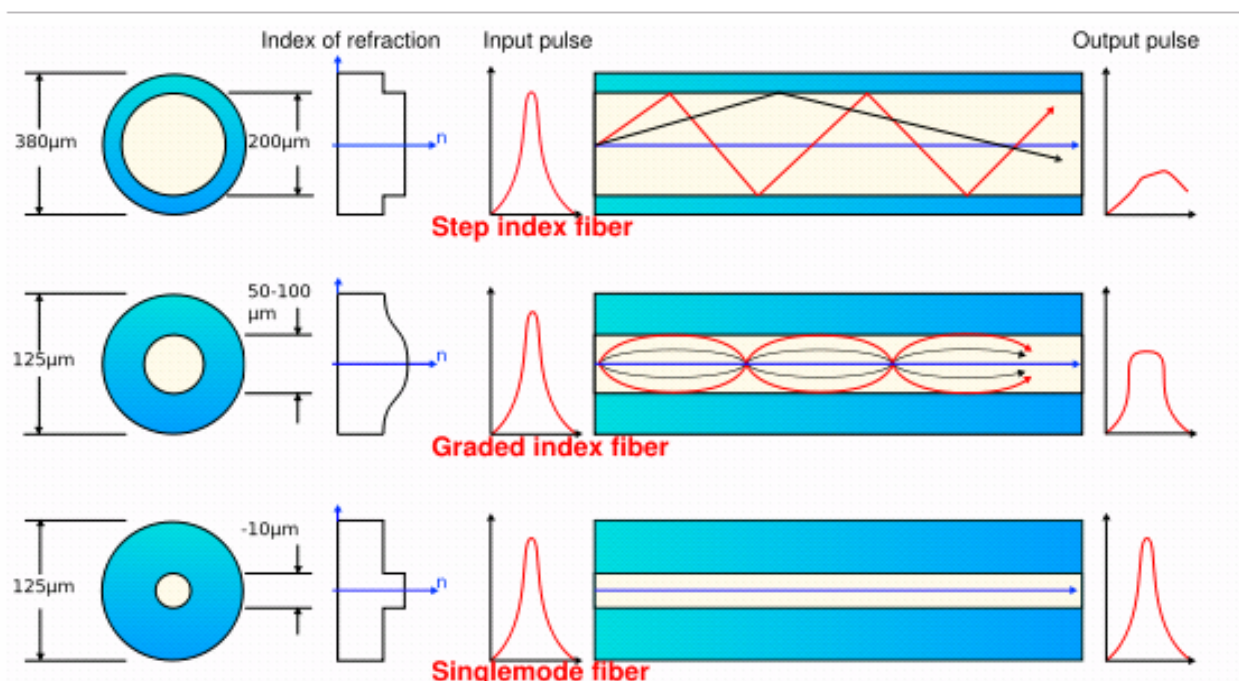 Index of refraction Input pulse Output pulse
380µm 200µm n
Step index fiber
50-100
µm
125µm n
Graded index fiber
-10µm
125µm n
Singlemode fiber